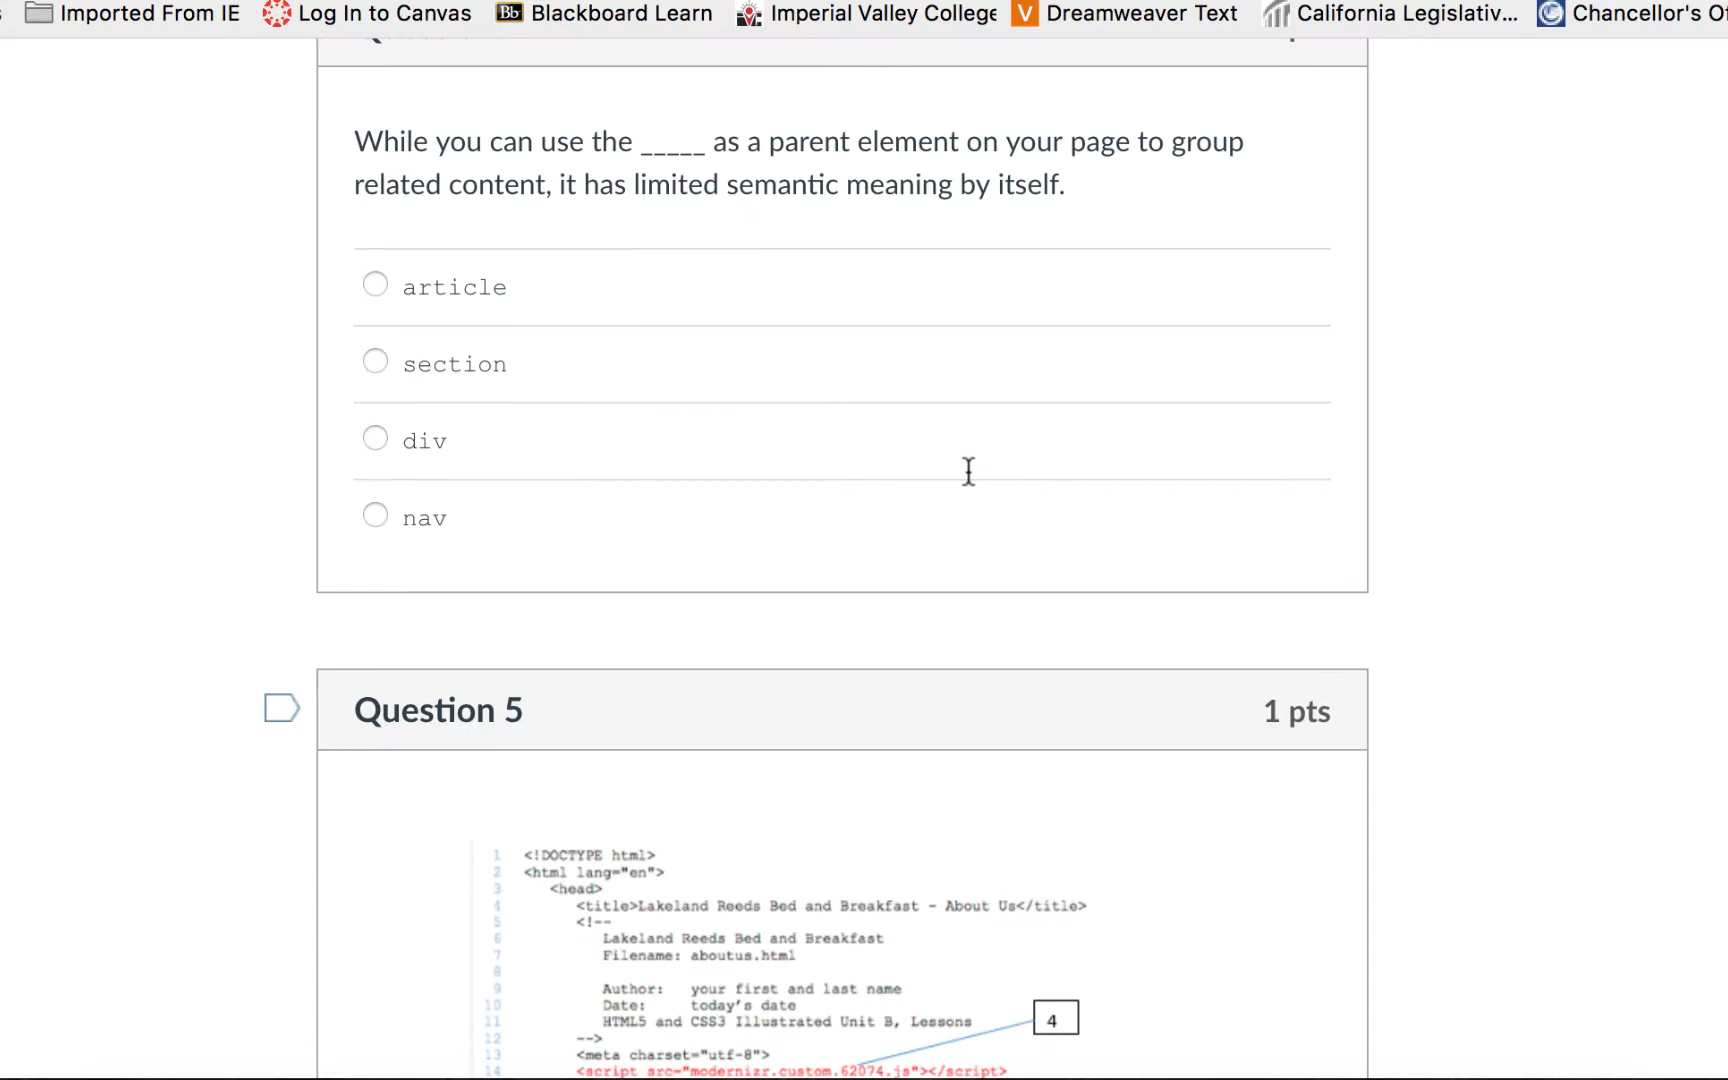 Imported From IE Log In to Canvas Bb Blackboard Learn Imperial Valley College V Dreamweaver Text California Legislativ... Chancellor's Of
While you can use the _____ as a parent element on your page to group
related content, it has limited semantic meaning by itself.
article
section
div
nav
Question 5 1 pts
1 <!DOCTYPE html>
2 <html lang="en">
3 <head>
4 <title>Lakeland Reeds Bed and Breakfast - About Us</title>
5 <!--
6 Lakeland Reeds Bed and Breakfast
7 Filename: aboutus.html
8
9 Author: your first and last name
10 Date: today's date
11 HTML5 and CSS3 Illustrated Unit B, Lessons
4
12 -->
13 <meta charset="utf-8">
14 <script src="modernizr.custom.62074.js"></script>